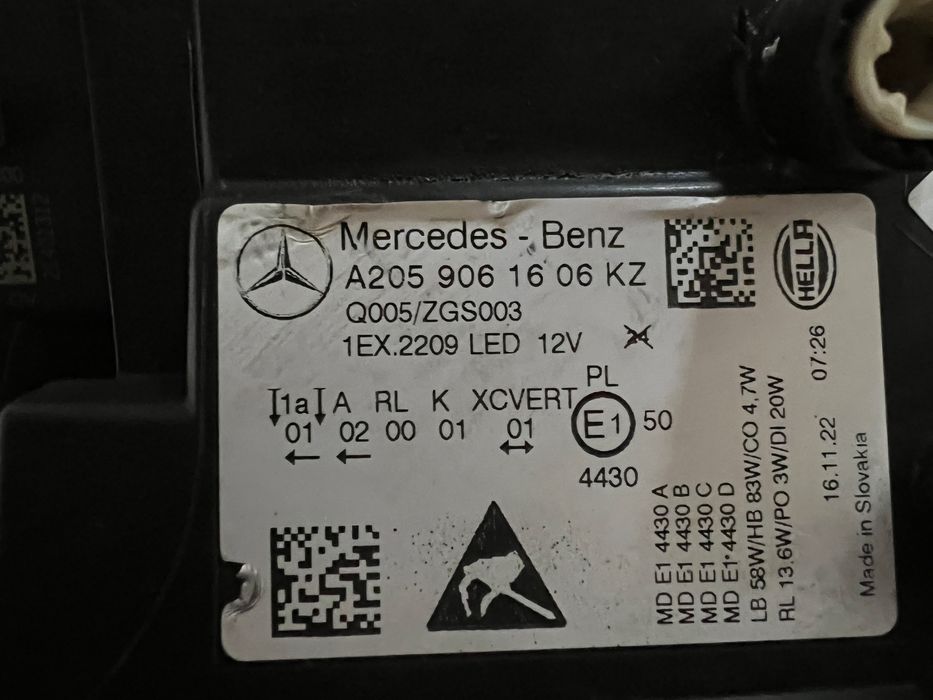 Mercedes - Benz
A205 906 16 06 KZ
Q005/ZGS003
1EX.2209 LED 12V
HELLA
1a A RL K XCVERT PL
01 02 00 01 01 E1 50
4430
MD E1 4430 A
MD E1 4430 B
MD E1 4430 C
MD E1 4430 D
LB 58W/HB 83W/CO 4,7W
RL 13.6W/PO 3W/DI 20W
16.11.22 07:26
Made in Slovakia